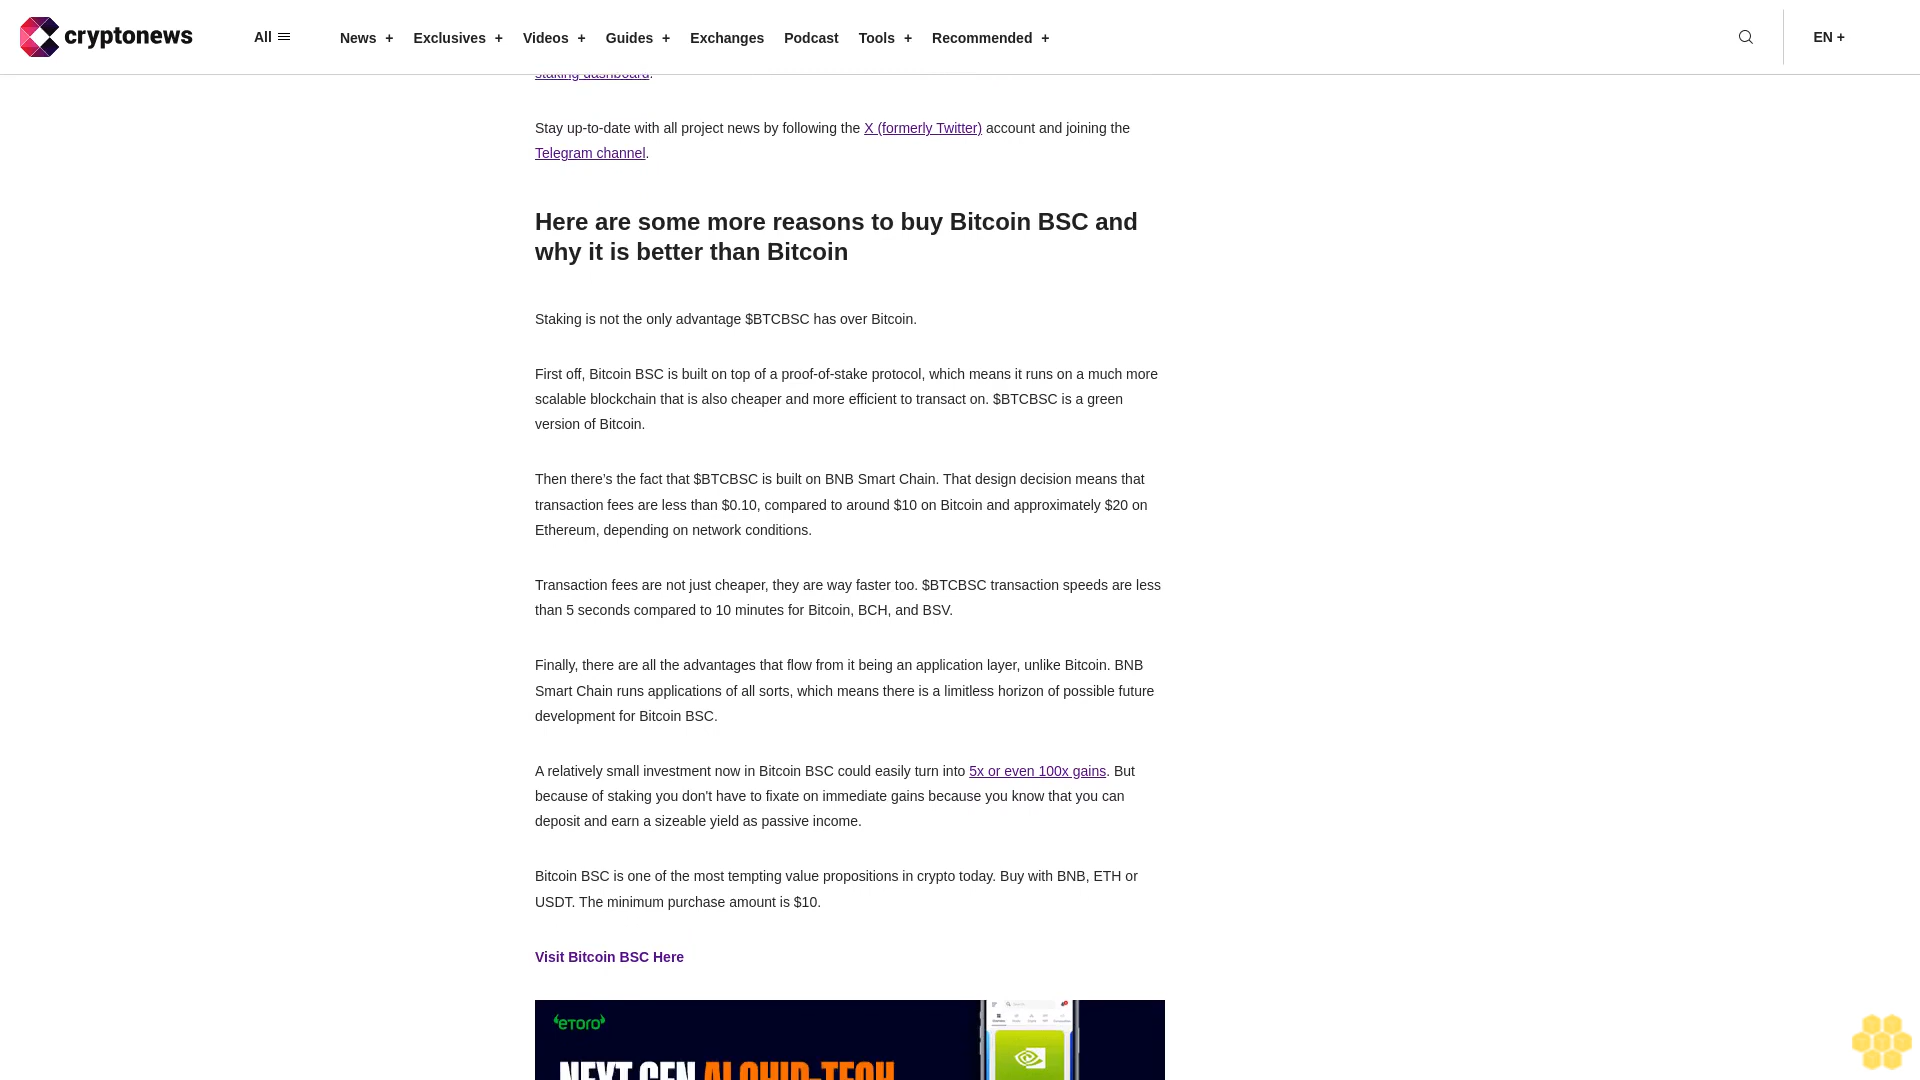 cryptonews
All
News +
Exclusives +
Videos +
Guides +
Exchanges
Podcast
Tools +
Recommended +
EN +
staking dashboard.
Stay up-to-date with all project news by following the X (formerly Twitter) account and joining the
Telegram channel.
Here are some more reasons to buy Bitcoin BSC and
why it is better than Bitcoin
Staking is not the only advantage $BTCBSC has over Bitcoin.
First off, Bitcoin BSC is built on top of a proof-of-stake protocol, which means it runs on a much more
scalable blockchain that is also cheaper and more efficient to transact on. $BTCBSC is a green
version of Bitcoin.
Then there’s the fact that $BTCBSC is built on BNB Smart Chain. That design decision means that
transaction fees are less than $0.10, compared to around $10 on Bitcoin and approximately $20 on
Ethereum, depending on network conditions.
Transaction fees are not just cheaper, they are way faster too. $BTCBSC transaction speeds are less
than 5 seconds compared to 10 minutes for Bitcoin, BCH, and BSV.
Finally, there are all the advantages that flow from it being an application layer, unlike Bitcoin. BNB
Smart Chain runs applications of all sorts, which means there is a limitless horizon of possible future
development for Bitcoin BSC.
A relatively small investment now in Bitcoin BSC could easily turn into 5x or even 100x gains. But
because of staking you don't have to fixate on immediate gains because you know that you can
deposit and earn a sizeable yield as passive income.
Bitcoin BSC is one of the most tempting value propositions in crypto today. Buy with BNB, ETH or
USDT. The minimum purchase amount is $10.
Visit Bitcoin BSC Here
eToro
NEXT GEN